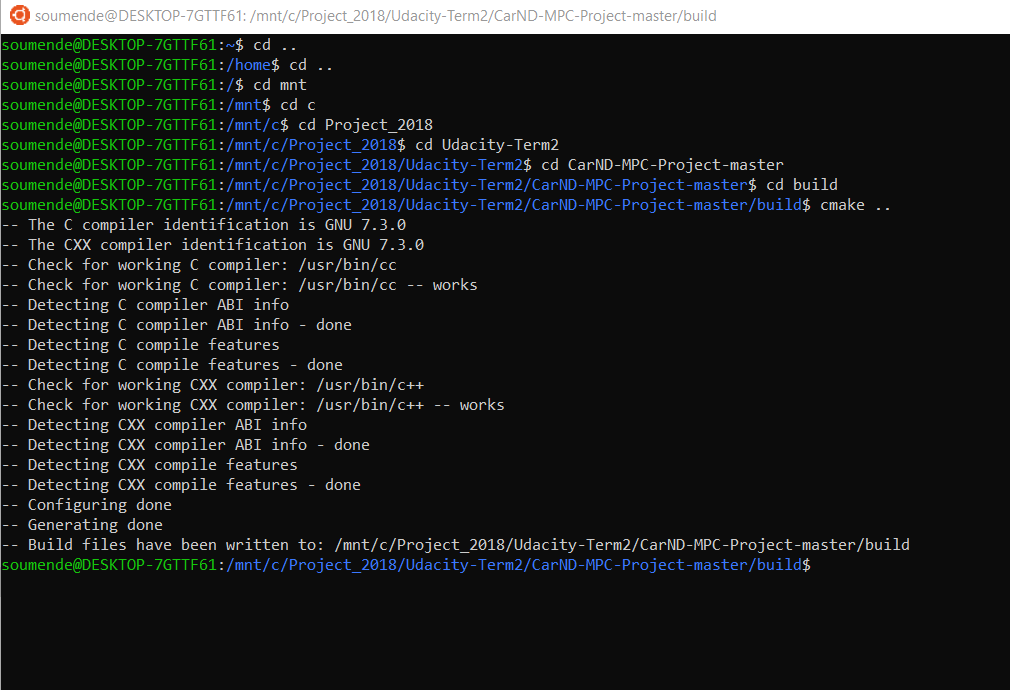 soumende@DESKTOP-7GTTF61: /mnt/c/Project_2018/Udacity-Term2/CarND-MPC-Project-master/build
soumende@DESKTOP-7GTTF61:~$ cd ..
soumende@DESKTOP-7GTTF61:/home$ cd ..
soumende@DESKTOP-7GTTF61:/$ cd mnt
soumende@DESKTOP-7GTTF61:/mnt$ cd c
soumende@DESKTOP-7GTTF61:/mnt/c$ cd Project_2018
soumende@DESKTOP-7GTTF61:/mnt/c/Project_2018$ cd Udacity-Term2
soumende@DESKTOP-7GTTF61:/mnt/c/Project_2018/Udacity-Term2$ cd CarND-MPC-Project-master
soumende@DESKTOP-7GTTF61:/mnt/c/Project_2018/Udacity-Term2/CarND-MPC-Project-master$ cd build
soumende@DESKTOP-7GTTF61:/mnt/c/Project_2018/Udacity-Term2/CarND-MPC-Project-master/build$ cmake ..
-- The C compiler identification is GNU 7.3.0
-- The CXX compiler identification is GNU 7.3.0
-- Check for working C compiler: /usr/bin/cc
-- Check for working C compiler: /usr/bin/cc -- works
-- Detecting C compiler ABI info
-- Detecting C compiler ABI info - done
-- Detecting C compile features
-- Detecting C compile features - done
-- Check for working CXX compiler: /usr/bin/c++
-- Check for working CXX compiler: /usr/bin/c++ -- works
-- Detecting CXX compiler ABI info
-- Detecting CXX compiler ABI info - done
-- Detecting CXX compile features
-- Detecting CXX compile features - done
-- Configuring done
-- Generating done
-- Build files have been written to: /mnt/c/Project_2018/Udacity-Term2/CarND-MPC-Project-master/build
soumende@DESKTOP-7GTTF61:/mnt/c/Project_2018/Udacity-Term2/CarND-MPC-Project-master/build$